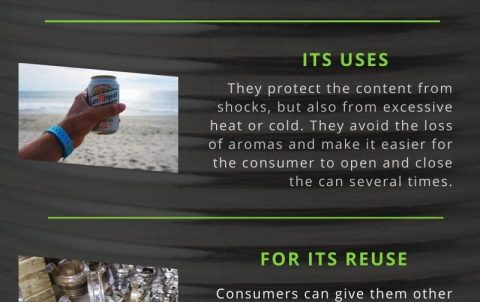 ITS USES
They protect the content from
shocks, but also from excessive
heat or cold. They avoid the loss
of aromas and make it easier for
the consumer to open and close
the can several times.
San Miguel
FOR ITS REUSE
Consumers can give them other